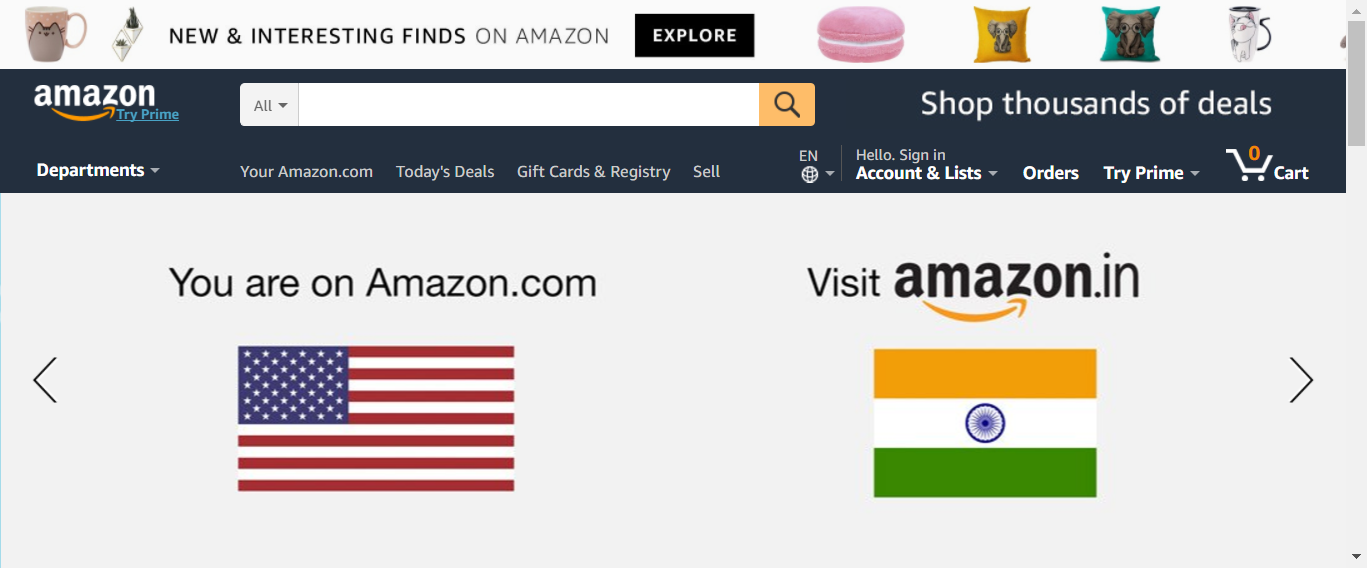 NEW & INTERESTING FINDS ON AMAZON EXPLORE
amazon
Try Prime
All
Shop thousands of deals
Departments
Your Amazon.com Today's Deals Gift Cards & Registry Sell
EN
Hello. Sign in
Account & Lists
Orders
Try Prime
0
Cart
You are on Amazon.com
Visit amazon.in